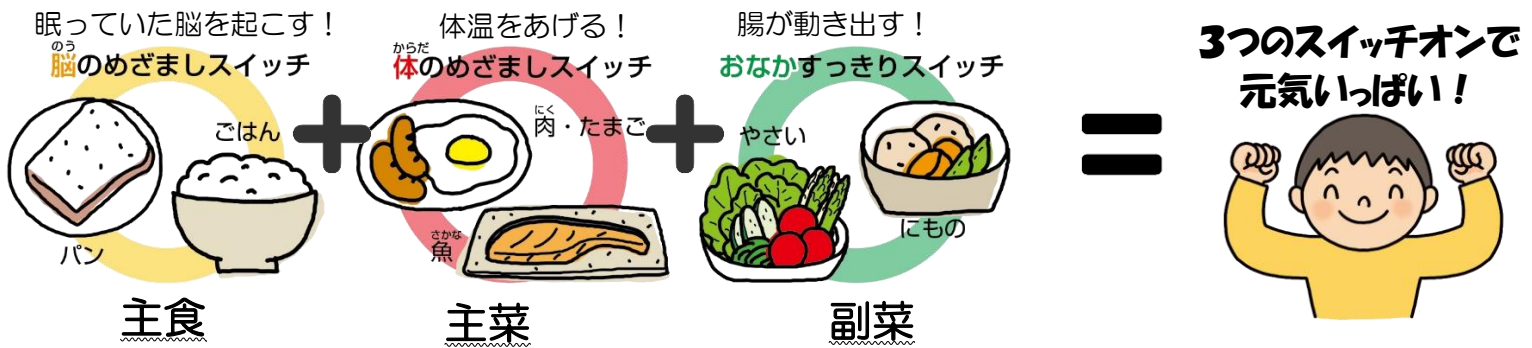 眠っていた脳を起こす！
のう
脳のめざましスイッチ
ごはん
パン
主食
体温をあげる！
からだ
体のめざましスイッチ
にく
肉・たまご
さかな
魚
主菜
腸が動き出す！
おなかすっきりスイッチ
やさい
にもの
副菜
3つのスイッチオンで
元気いっぱい！